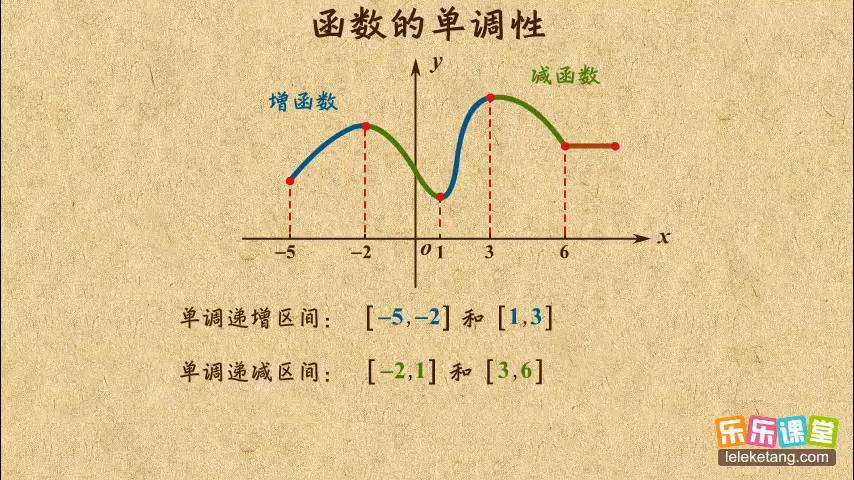 函数的单调性
y
减函数
增函数
-5 -2 o 1 3 6 x
单调递增区间: [-5,-2] 和 [1,3]
单调递减区间: [-2,1] 和 [3,6]
乐乐课堂
leleketang.com